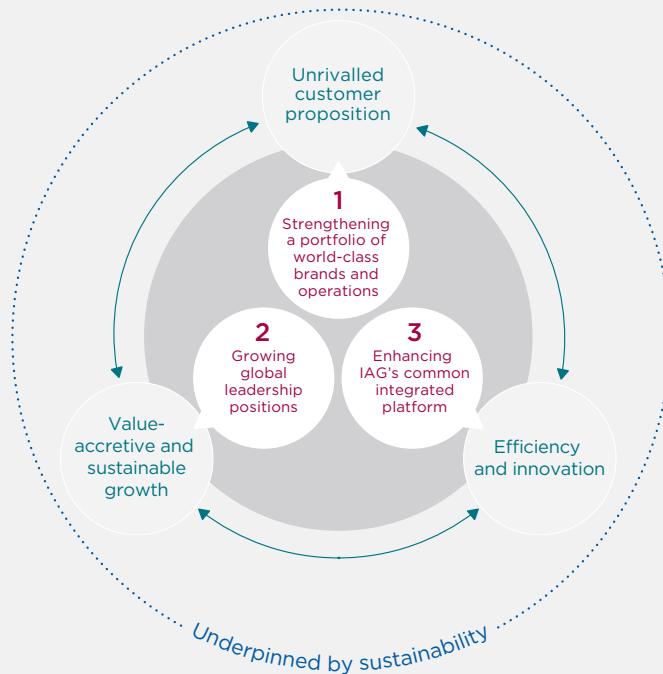 Unrivalled
customer
proposition
1
Strengthening
a portfolio of
world-class
brands and
operations
2
Growing
global
leadership
positions
3
Enhancing
IAG's common
integrated
platform
Value-
accretive and
sustainable
growth
Efficiency
and innovation
Underpinned by sustainability